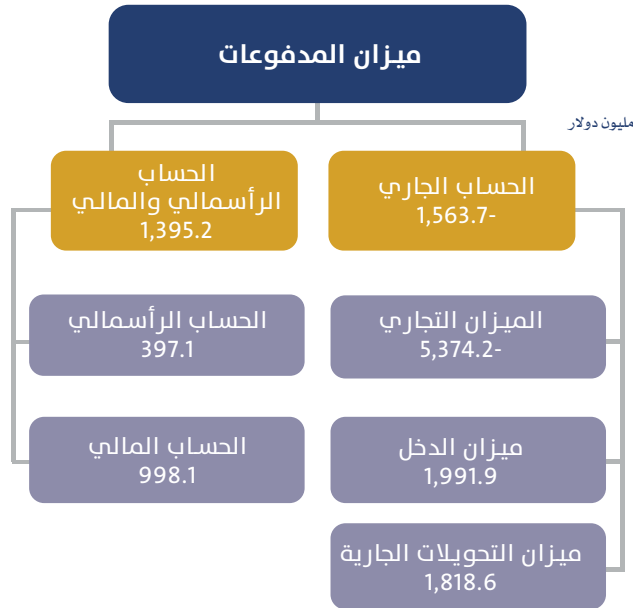 ميزان المدفوعات
مليون دولار
الحساب الجاري
1,563.7-
الحساب
الرأسمالي والمالي
1,395.2
الميزان التجاري
5,374.2-
الحساب الرأسمالي
397.1
ميزان الدخل
1,991.9
الحساب المالي
998.1
ميزان التحويلات الجارية
1,818.6